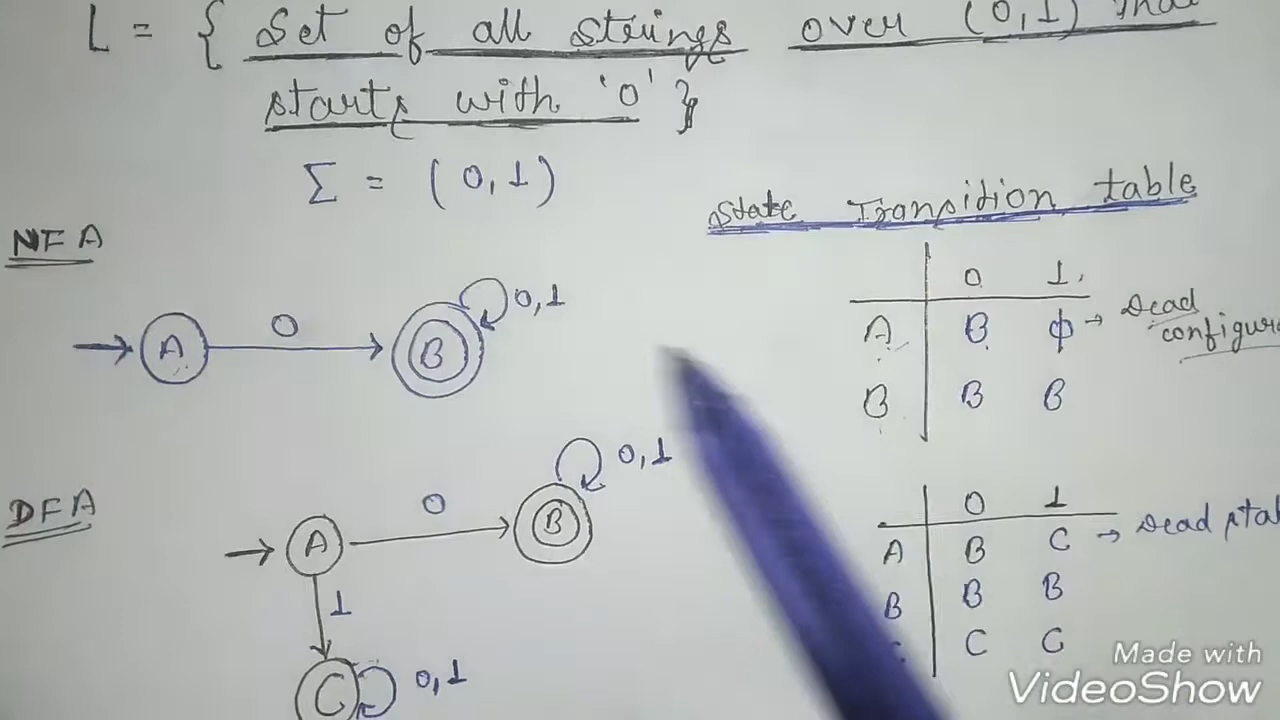 L = { Set of all strings over (0,1) that
starts with '0' }
Σ = (0,1)
NFA
A 0 B 0,1
State Transition table
0 1
A B φ → Dead
configur
B B B
DFA
A 0 B 0,1
1
C 0,1
0 1
A B C → Dead
B B B
C C
Made with
VideoShow